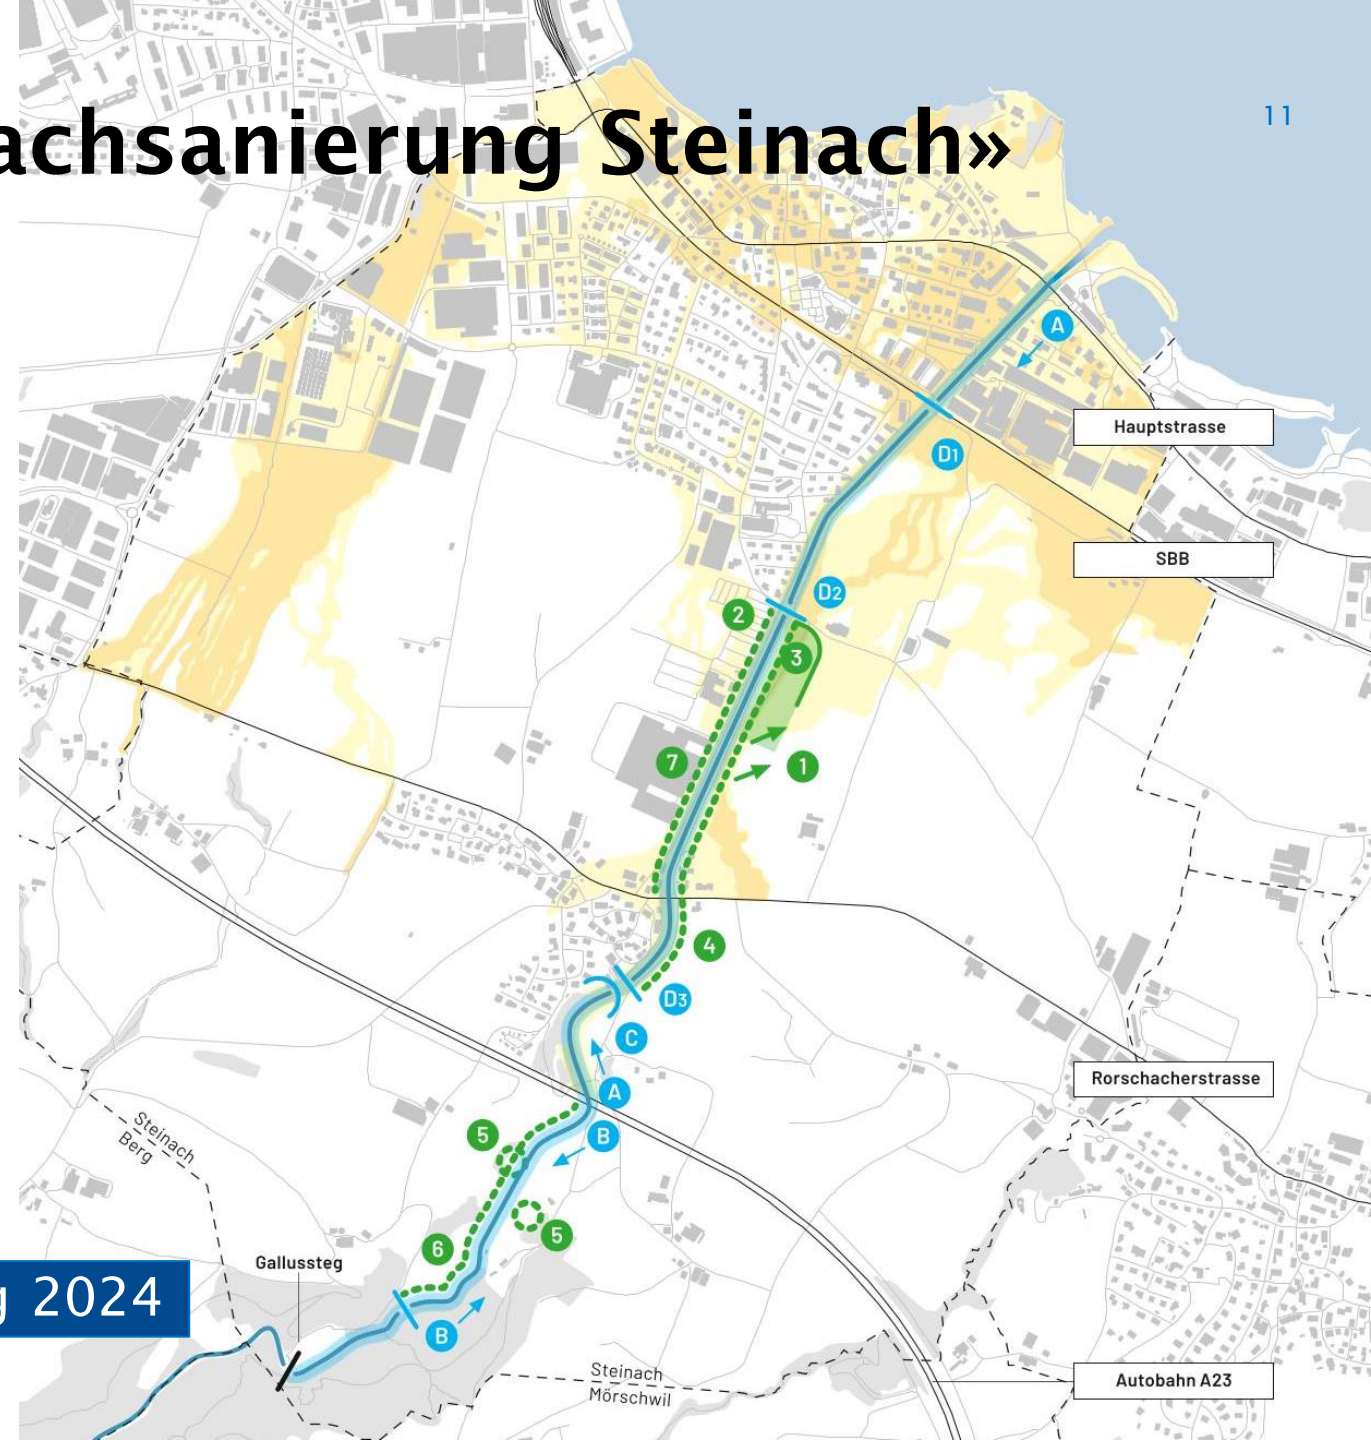 achsanierung Steinach»
11
A
Hauptstrasse
D1
SBB
D2
2
3
7
1
4
D3
C
Rorschacherstrasse
A
Steinach
Berg
5
B
5
6
Gallussteg
g 2024
B
Steinach
Mörschwil
Autobahn A23